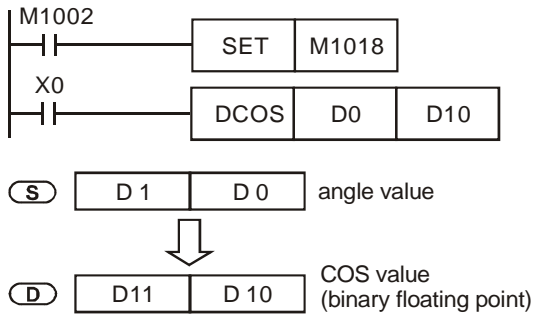 M1002
SET M1018
X0
DCOS D0 D10
S D 1 D 0 angle value
D D11 D 10 COS value
(binary floating point)